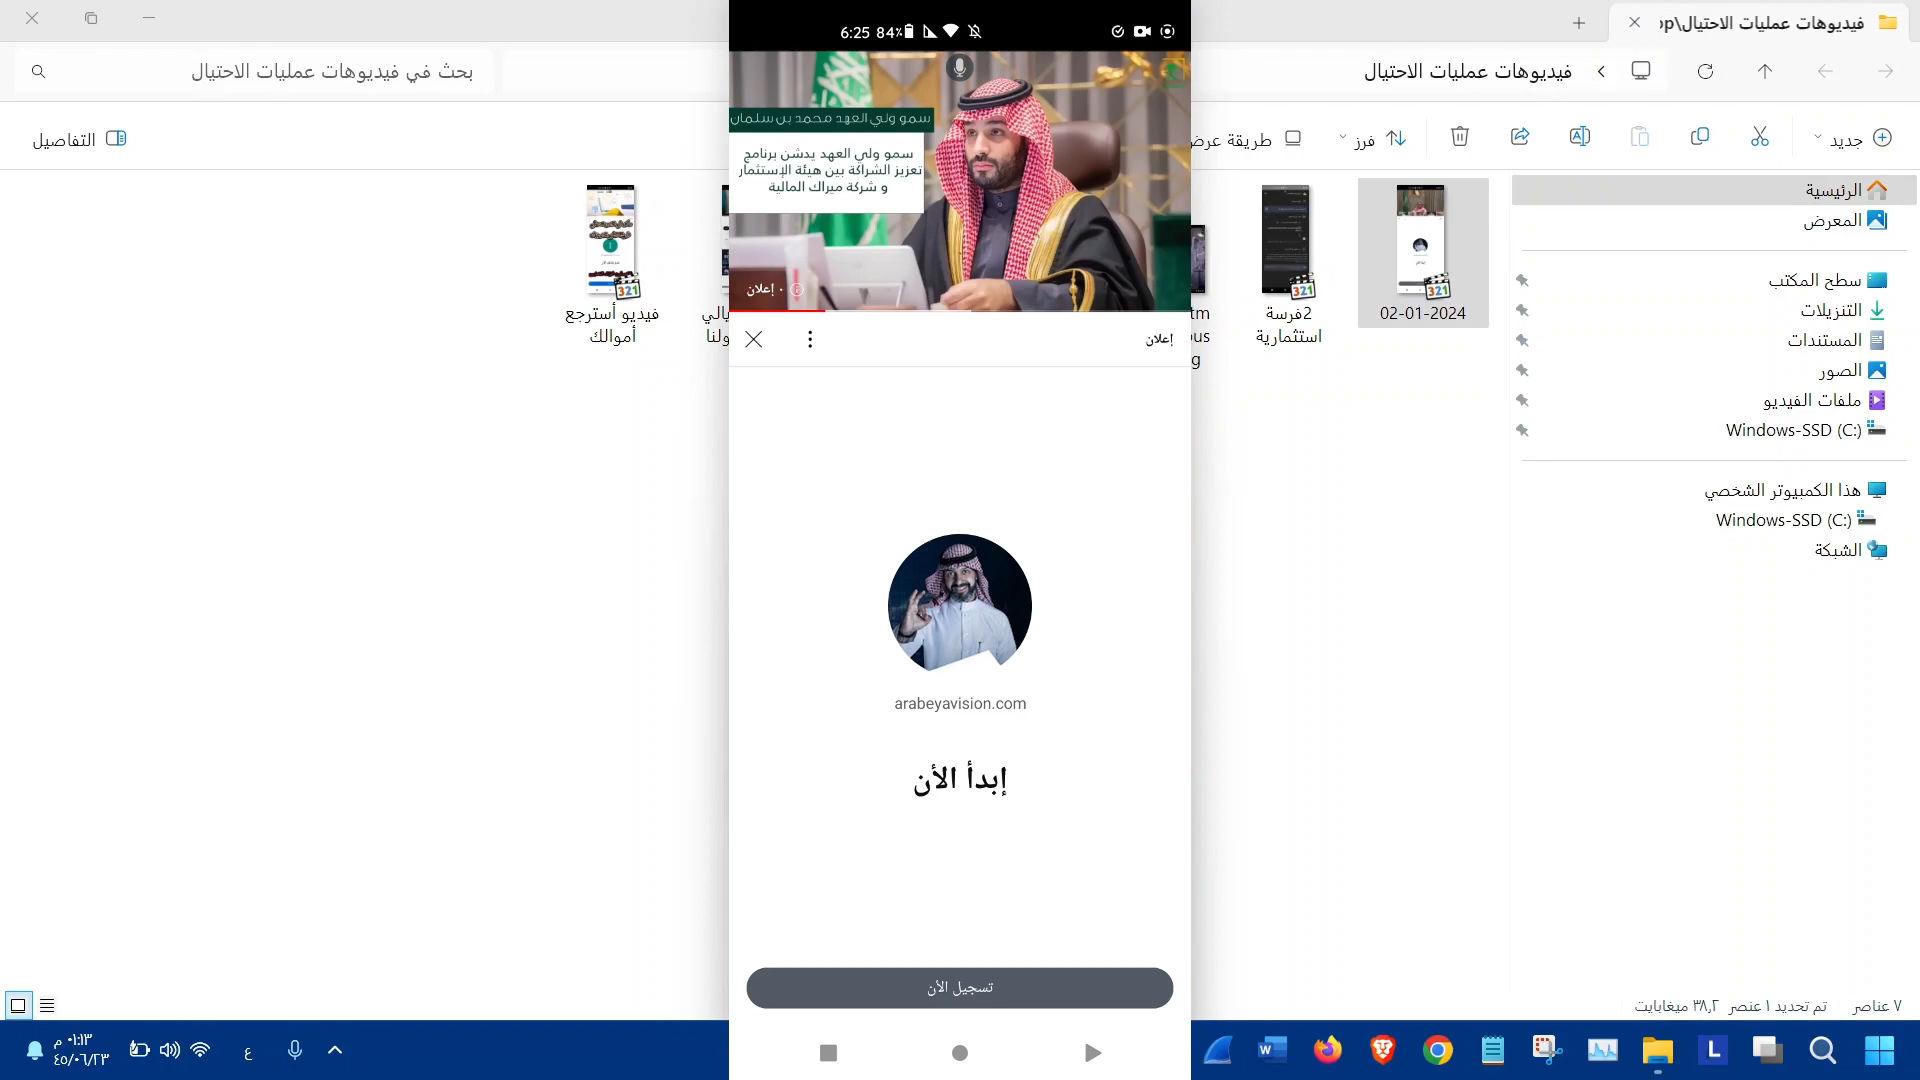 فيديوهات عمليات الاحتيال
فيديوهات عمليات الاحتيال
بحث في فيديوهات عمليات الاحتيال
جديد
فرز
طريقة عرض
التفاصيل
الرئيسية
المعرض
سطح المكتب
التنزيلات
المستندات
الصور
ملفات الفيديو
Windows-SSD (C:)
هذا الكمبيوتر الشخصي
Windows-SSD (C:)
الشبكة
02-01-2024
2فرسة
استثمارية
فيديو أسترجع
أموالك
6:25 84%
سمو ولي العهد محمد بن سلمان
سمو ولي العهد يدشن برنامج
تعزيز الشراكة بين هيئة الإستثمار
و شركة ميراك المالية
إعلان
إعلان
arabeyavision.com
إبدأ الأن
تسجيل الأن
٧ عناصر
تم تحديد ١ عنصر ٣٨,٢ ميغابايت
٠١:١٣ م
٤٥/٠٦/٢٣
ع